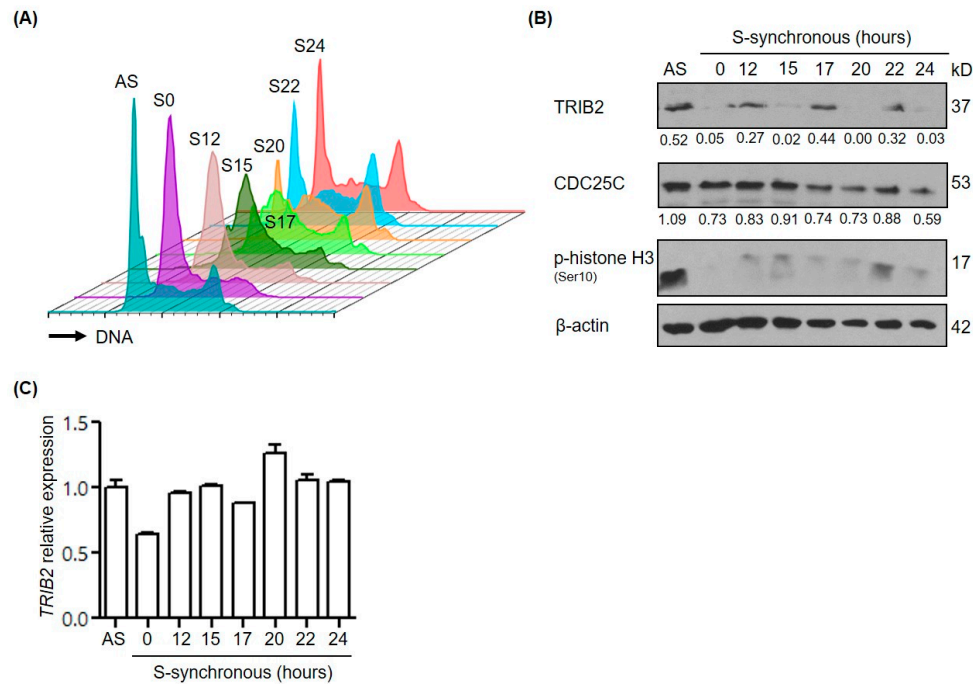 (A)
AS
S0
S12
S15
S17
S20
S22
S24
DNA
(B)
S-synchronous (hours)
AS 0 12 15 17 20 22 24 kD
TRIB2 37
0.52 0.05 0.27 0.02 0.44 0.00 0.32 0.03
CDC25C 53
1.09 0.73 0.83 0.91 0.74 0.73 0.88 0.59
p-histone H3 17
(Ser10)
β-actin 42
(C)
TRIB2 relative expression
1.5
1.0
0.5
0.0
AS 0 12 15 17 20 22 24
S-synchronous (hours)